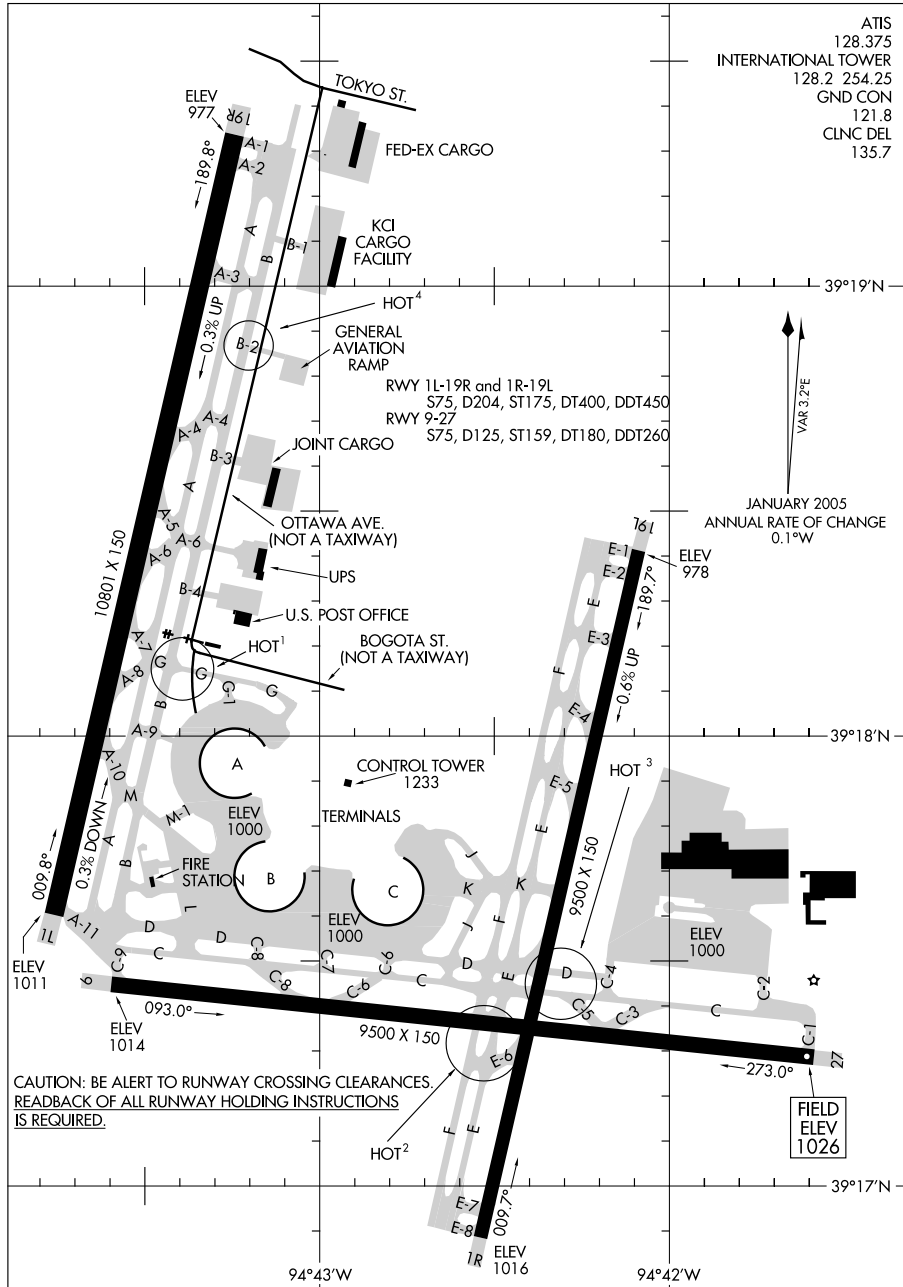 ATIS
128.375
INTERNATIONAL TOWER
128.2 254.25
GND CON
121.8
CLNC DEL
135.7
TOKYO ST.
ELEV
977
19R
A-1
A-2
189.8°
FED-EX CARGO
A
B
B-1
KCI
CARGO
FACILITY
A-3
39°19'N
HOT 4
0.3% UP
B-2
GENERAL
AVIATION
RAMP
VAR 3.2°E
RWY 1L-19R and 1R-19L
S75, D204, ST175, DT400, DDT450
RWY 9-27
S75, D125, ST159, DT180, DDT260
A-4
A-4
B-3
JOINT CARGO
A
JANUARY 2005
ANNUAL RATE OF CHANGE
0.1°W
OTTAWA AVE.
(NOT A TAXIWAY)
A-5
A-6
A-6
19L
E-1
E-2
ELEV
978
189.7°
10801 X 150
UPS
B-4
U.S. POST OFFICE
E
E-3
HOT 1
BOGOTA ST.
(NOT A TAXIWAY)
A-7
A-8
G
G
G-1
G
B
F
0.6% UP
E-4
A-9
39°18'N
A-10
A
CONTROL TOWER
1233
HOT 3
E-5
M
M-1
ELEV
1000
TERMINALS
0.3% DOWN
009.8°
A
B
E
J
FIRE
STATION
B
C
K
K
9500 X 150
L
F
J
A-11
1L
D
D
ELEV
1000
ELEV
1000
ELEV
1011
C-9
C
C-8
C-7
C-6
D
D
C-4
C-2
9
C-8
C-6
C
E
C-5
C-3
C
C-1
093.0°
ELEV
1014
9500 X 150
E-6
273.0°
27
CAUTION: BE ALERT TO RUNWAY CROSSING CLEARANCES.
READBACK OF ALL RUNWAY HOLDING INSTRUCTIONS
IS REQUIRED.
FIELD
ELEV
1026
HOT 2
F
E
39°17'N
E-7
E-8
009.7°
1R
ELEV
1016
94°43'W
94°42'W